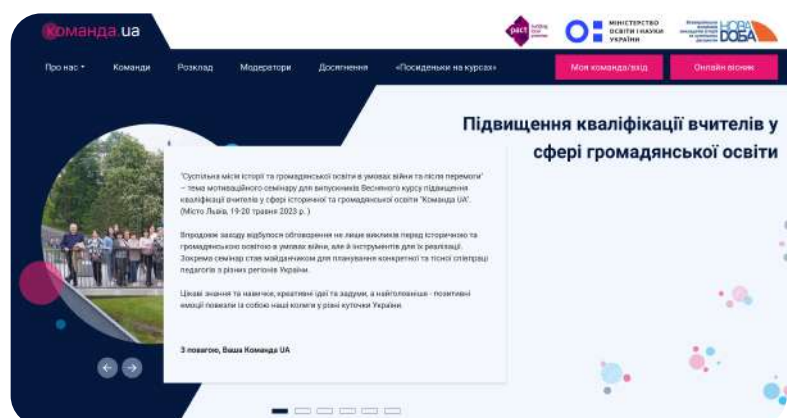 команда.ua
pact building local promise
МІНІСТЕРСТВО
ОСВІТИ І НАУКИ
УКРАЇНИ
НОВА
ДОБА
Про нас
Команди
Розклад
Модератори
Досягнення
«Посиденьки на курсах»
Моя команда/вхід
Онлайн вісник
Підвищення кваліфікації вчителів у
сфері громадянської освіти
"Суспільна місія історії та громадянської освіти в умовах війни та після перемоги"
– тема мотиваційного семінару для випускників Весняного курсу підвищення
кваліфікації вчителів у сфері історичної та громадянської освіти "Команда UA".
(Місто Львів, 19-20 травня 2023 р. )
Впродовж заходу відбулося обговорення не лише викликів перед історичною та
громадянською освітою в умовах війни, але й інструментів для їх реалізації.
Зокрема семінар став майданчиком для планування конкретної та тісної співпраці
педагогів з різних регіонів України.
Цікаві знання та навички, креативні ідеї та задуми, а найголовніше - позитивні
емоції повезли із собою наші колеги у різні куточки України.
З повагою, Ваша Команда UA